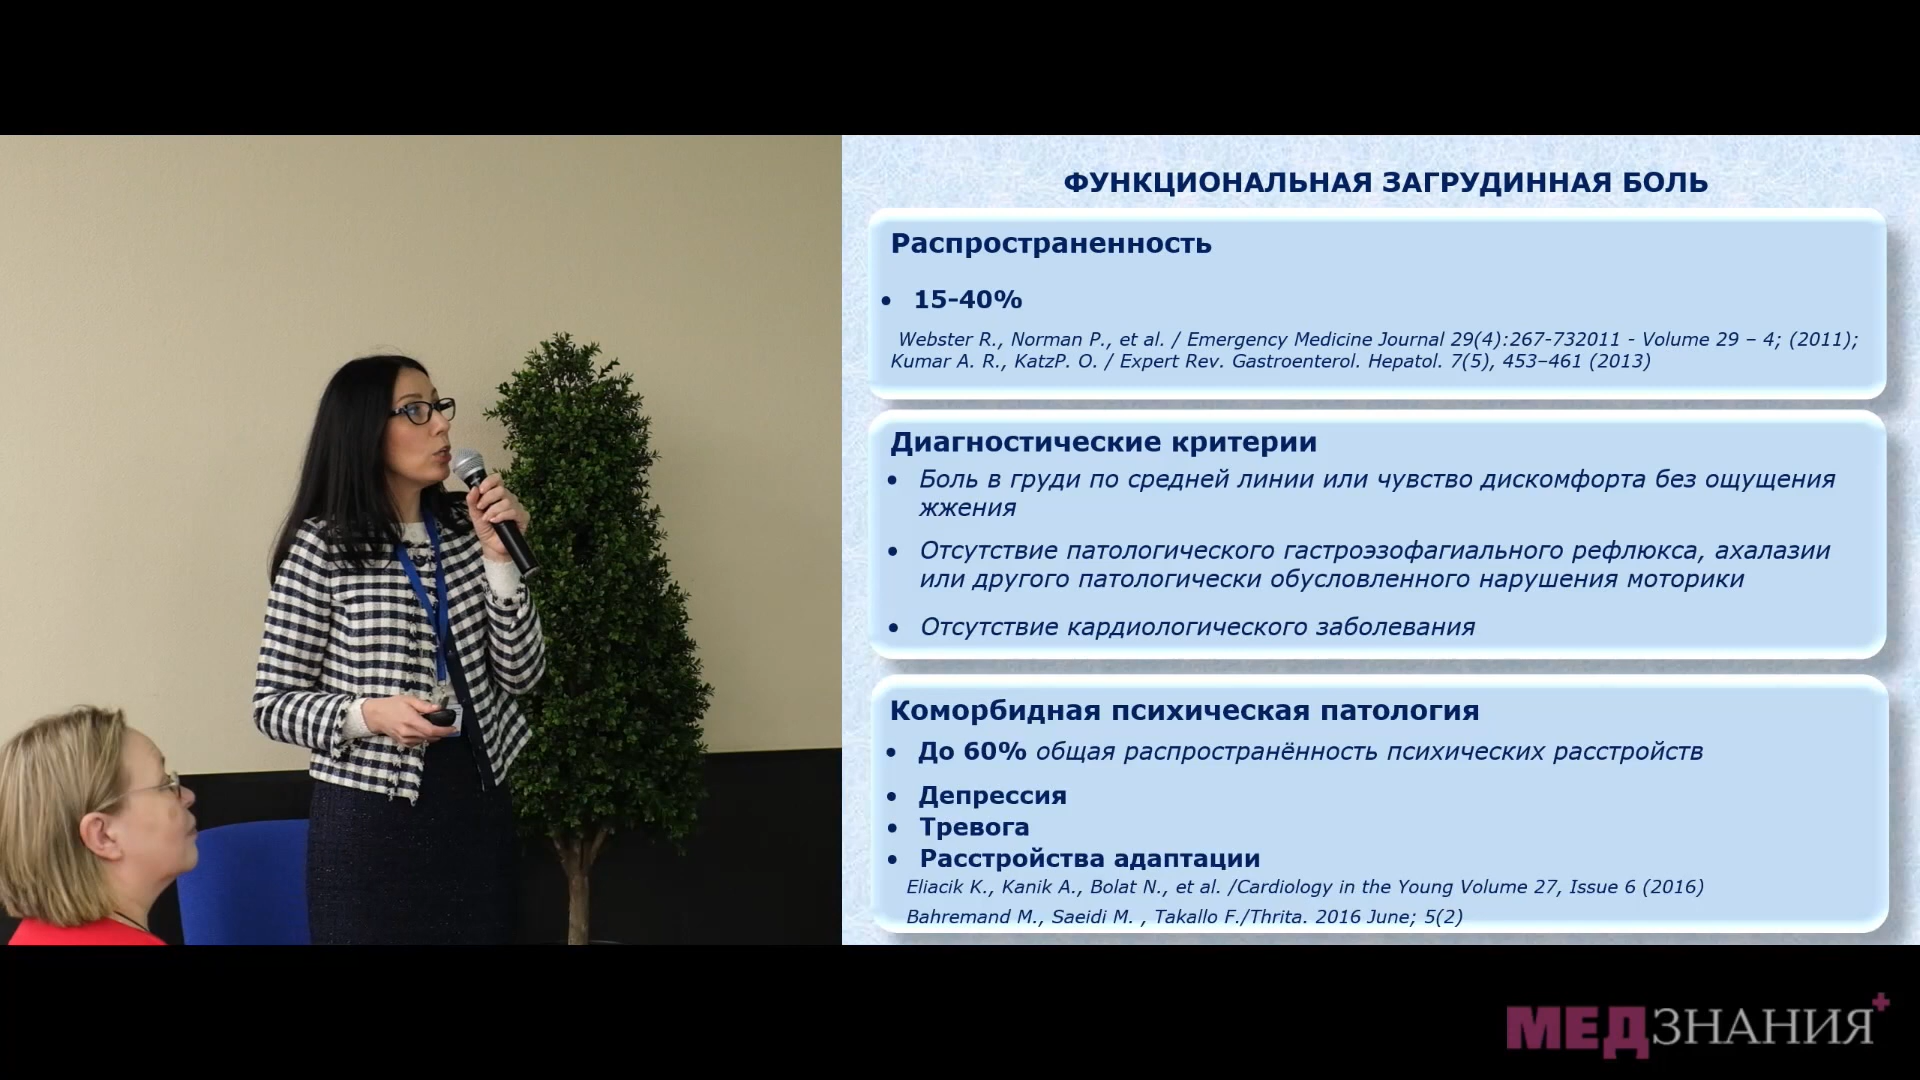 ФУНКЦИОНАЛЬНАЯ ЗАГРУДИННАЯ БОЛЬ
Распространенность
• 15-40%
Webster R., Norman P., et al. / Emergency Medicine Journal 29(4):267-732011 - Volume 29 – 4; (2011);
Kumar A. R., KatzP. O. / Expert Rev. Gastroenterol. Hepatol. 7(5), 453–461 (2013)
Диагностические критерии
• Боль в груди по средней линии или чувство дискомфорта без ощущения
жжения
• Отсутствие патологического гастроэзофагиального рефлюкса, ахалазии
или другого патологически обусловленного нарушения моторики
• Отсутствие кардиологического заболевания
Коморбидная психическая патология
• До 60% общая распространённость психических расстройств
• Депрессия
• Тревога
• Расстройства адаптации
Eliacik K., Kanik A., Bolat N., et al. /Cardiology in the Young Volume 27, Issue 6 (2016)
Bahremand M., Saeidi M. , Takallo F./Thrita. 2016 June; 5(2)
МЕДЗНАНИЯ+